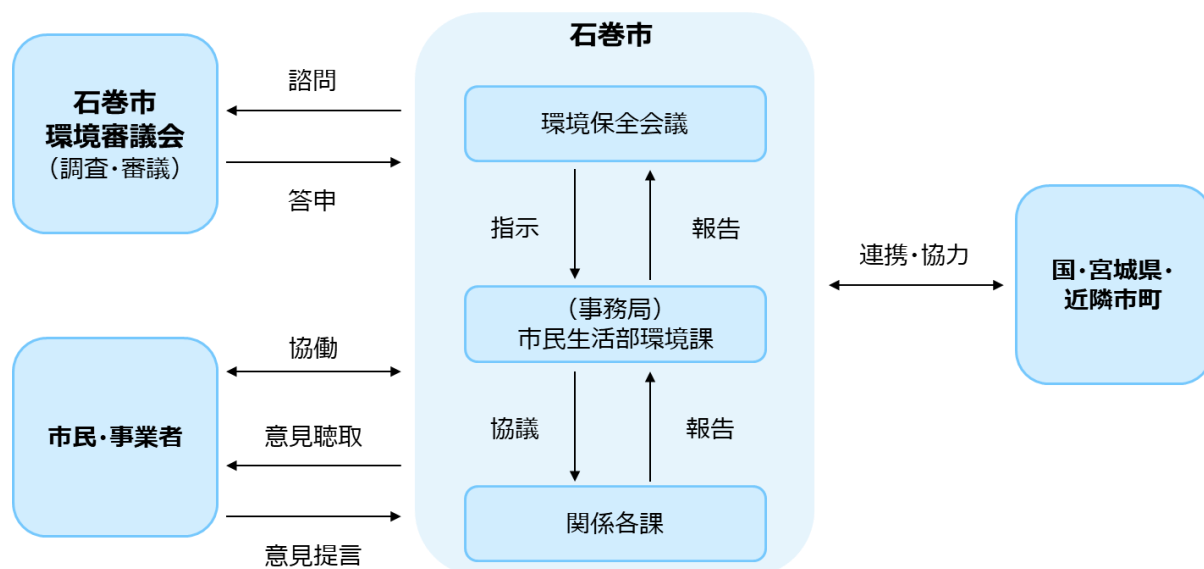 石巻市
諮問
石巻市
環境審議会
（調査・審議）
答申
環境保全会議
指示
報告
連携・協力
国・宮城県・
近隣市町
（事務局）
市民生活部環境課
協働
市民・事業者
意見聴取
協議
報告
関係各課
意見提言